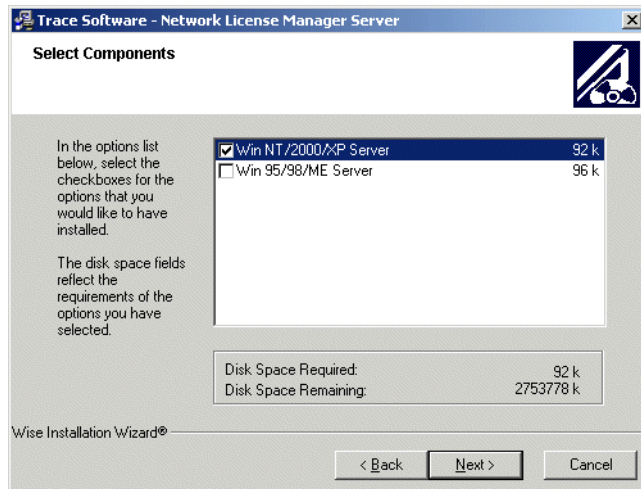 Trace Software - Network License Manager Server
Select Components
In the options list
below, select the
checkboxes for the
options that you
would like to have
installed.
The disk space fields
reflect the
requirements of the
options you have
selected.
Win NT/2000/XP Server 92 k
Win 95/98/ME Server 96 k
Disk Space Required: 92 k
Disk Space Remaining: 2753778 k
Wise Installation Wizard®
< Back Next > Cancel